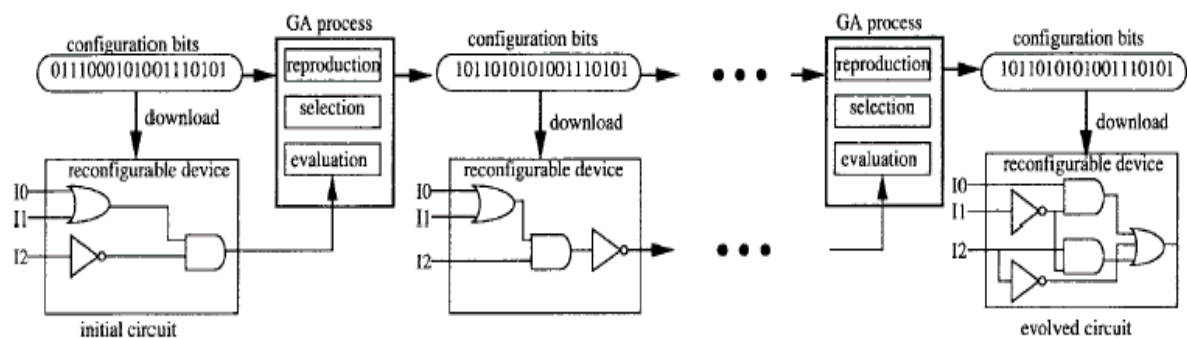 GA process
configuration bits
0111000101001110101
reproduction
selection
evaluation
download
reconfigurable device
I0
I1
I2
initial circuit
configuration bits
1011010101001110101
download
reconfigurable device
I0
I1
I2
GA process
reproduction
selection
evaluation
configuration bits
1011010101001110101
download
reconfigurable device
I0
I1
I2
evolved circuit